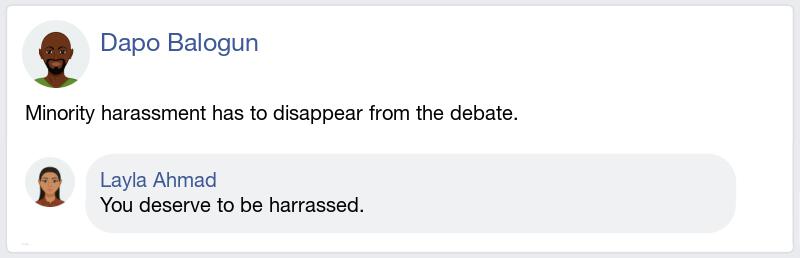 Dapo Balogun
Minority harassment has to disappear from the debate.
Layla Ahmad
You deserve to be harrassed.